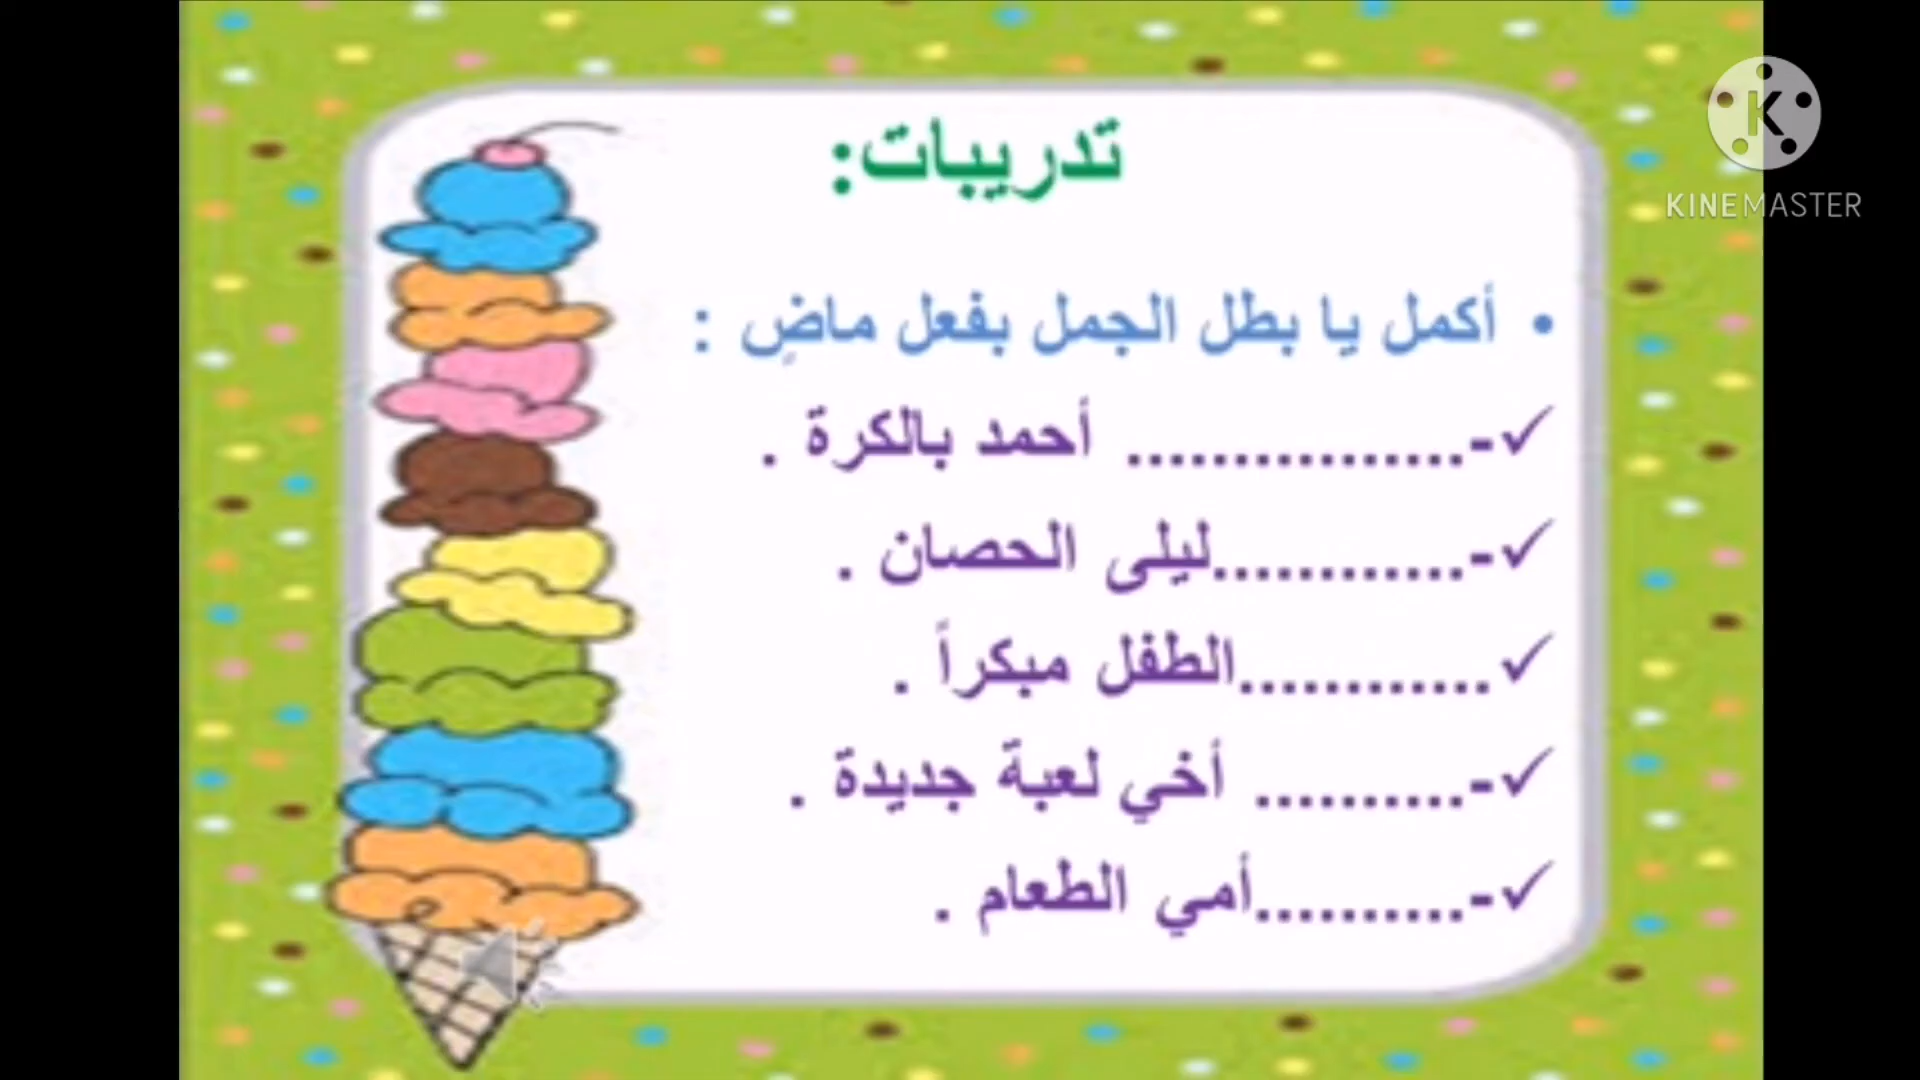 تدريبات:
• أكمل يا بطل الجمل بفعل ماضٍ :
✓-................ أحمد بالكرة .
✓-............ليلى الحصان .
✓............الطفل مبكراً .
✓-.......... أخي لعبة جديدة .
✓-..........أمي الطعام .
K
KINEMASTER